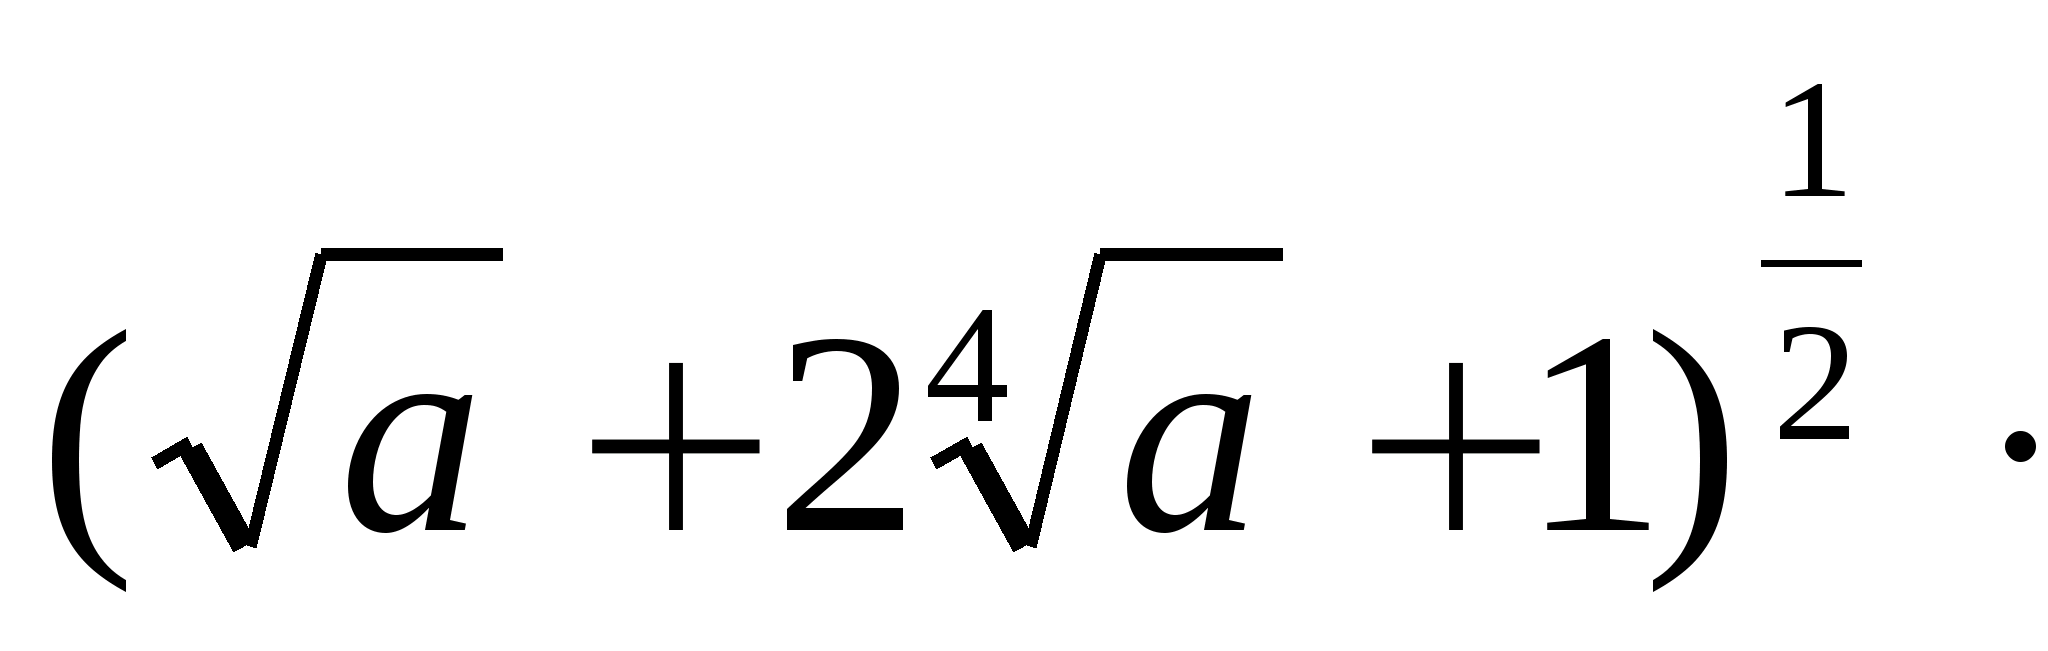 (√a + 2∜a + 1)^{1/2} ·